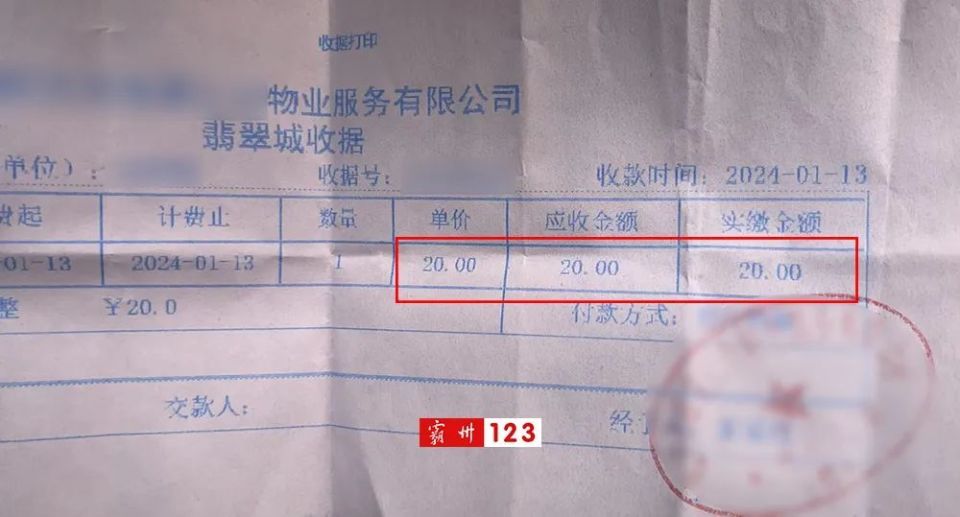 收据打印
物业服务有限公司
翡翠城收据
单位）：
收据号： 收款时间：2024-01-13
费起 计费止 数量 单价 应收金额 实缴金额
01-13 2024-01-13 1 20.00 20.00 20.00
整 ￥20.0 付款方式：
交款人： 经
霸州123